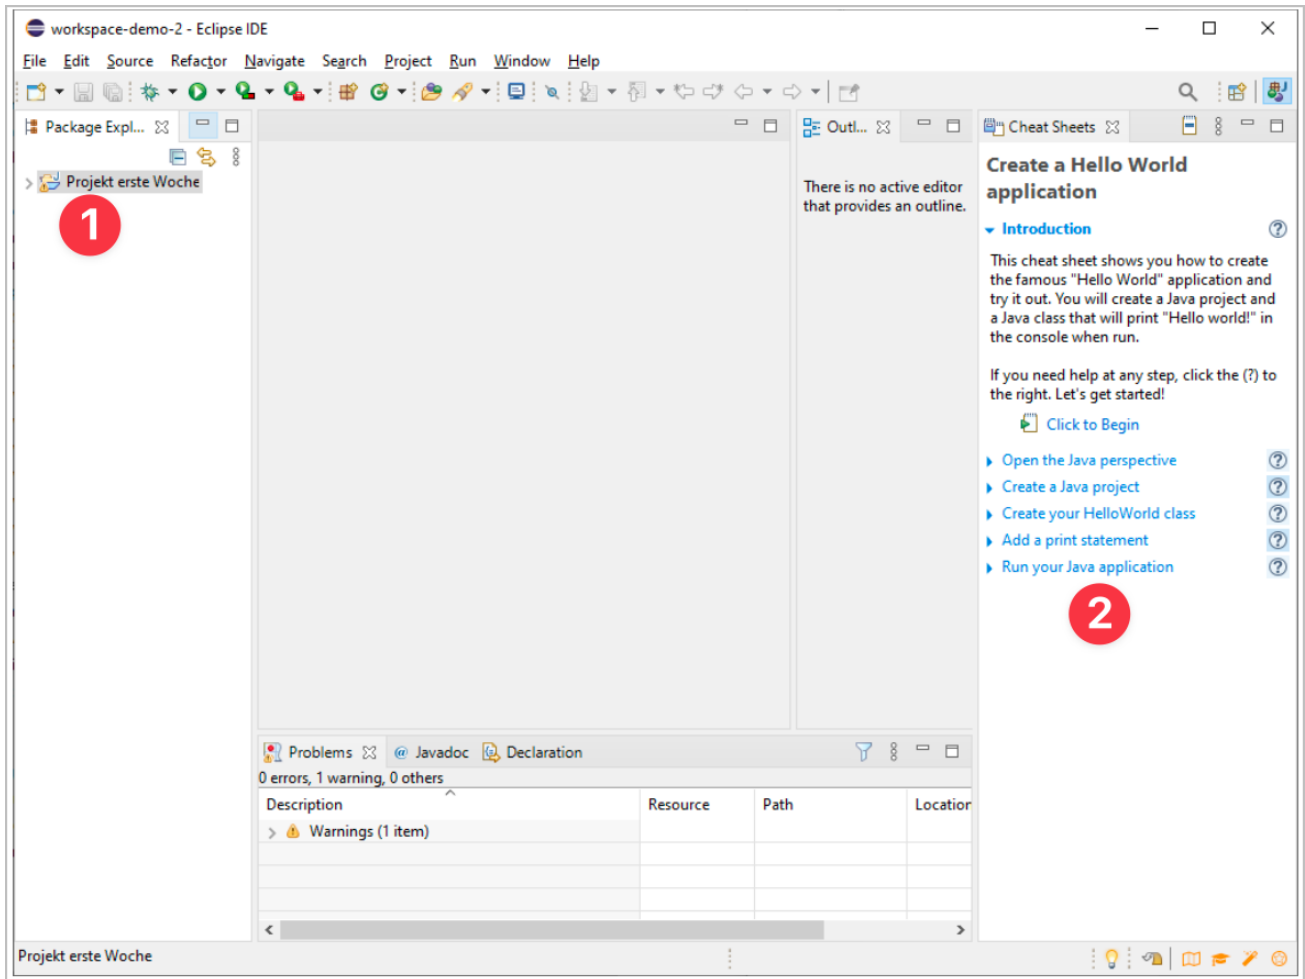 workspace-demo-2 - Eclipse IDE
File Edit Source Refactor Navigate Search Project Run Window Help
Package Expl...
Projekt erste Woche
1
Outl...
There is no active editor
that provides an outline.
Cheat Sheets
Create a Hello World
application
Introduction
This cheat sheet shows you how to create
the famous "Hello World" application and
try it out. You will create a Java project and
a Java class that will print "Hello world!" in
the console when run.
If you need help at any step, click the (?) to
the right. Let's get started!
Click to Begin
Open the Java perspective
Create a Java project
Create your HelloWorld class
Add a print statement
Run your Java application
2
Problems @ Javadoc Declaration
0 errors, 1 warning, 0 others
Description Resource Path Location
Warnings (1 item)
Projekt erste Woche